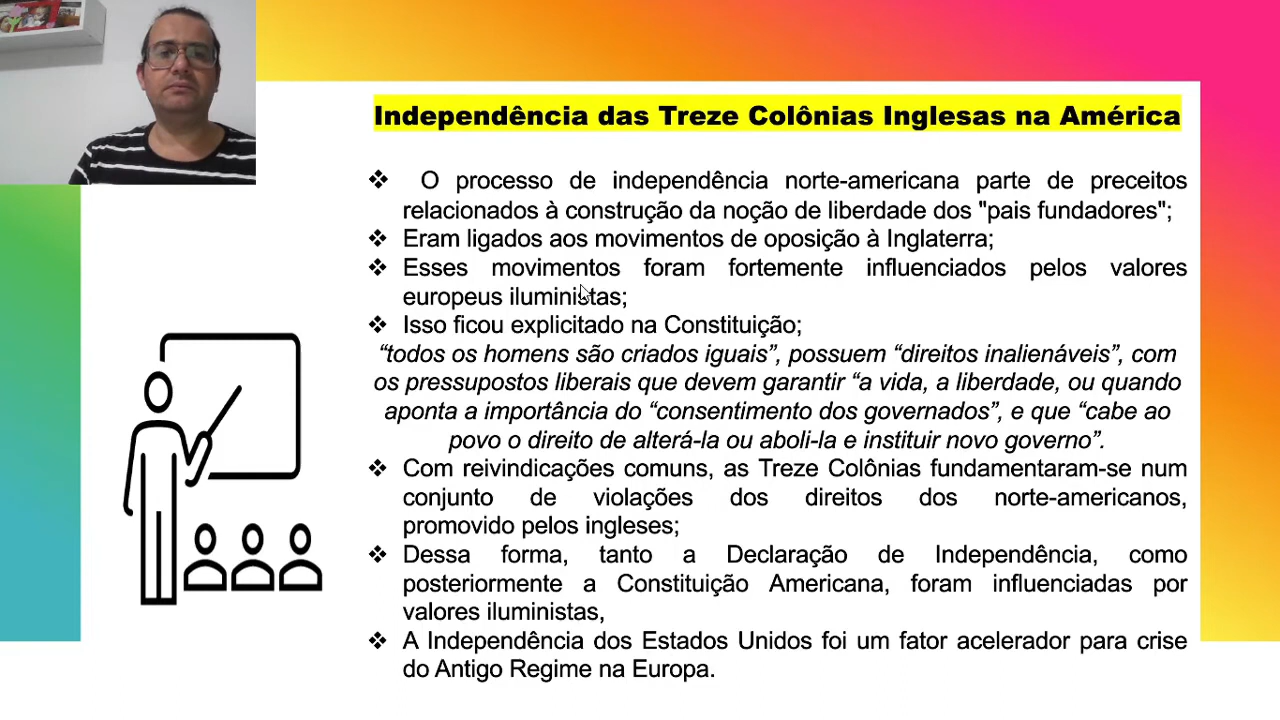 Independência das Treze Colônias Inglesas na América
❖ O processo de independência norte-americana parte de preceitos
relacionados à construção da noção de liberdade dos "pais fundadores";
❖ Eram ligados aos movimentos de oposição à Inglaterra;
❖ Esses movimentos foram fortemente influenciados pelos valores
europeus iluministas;
❖ Isso ficou explicitado na Constituição;
“todos os homens são criados iguais”, possuem “direitos inalienáveis”, com
os pressupostos liberais que devem garantir “a vida, a liberdade, ou quando
aponta a importância do “consentimento dos governados”, e que “cabe ao
povo o direito de alterá-la ou aboli-la e instituir novo governo”.
❖ Com reivindicações comuns, as Treze Colônias fundamentaram-se num
conjunto de violações dos direitos dos norte-americanos,
promovido pelos ingleses;
❖ Dessa forma, tanto a Declaração de Independência, como
posteriormente a Constituição Americana, foram influenciadas por
valores iluministas,
❖ A Independência dos Estados Unidos foi um fator acelerador para crise
do Antigo Regime na Europa.